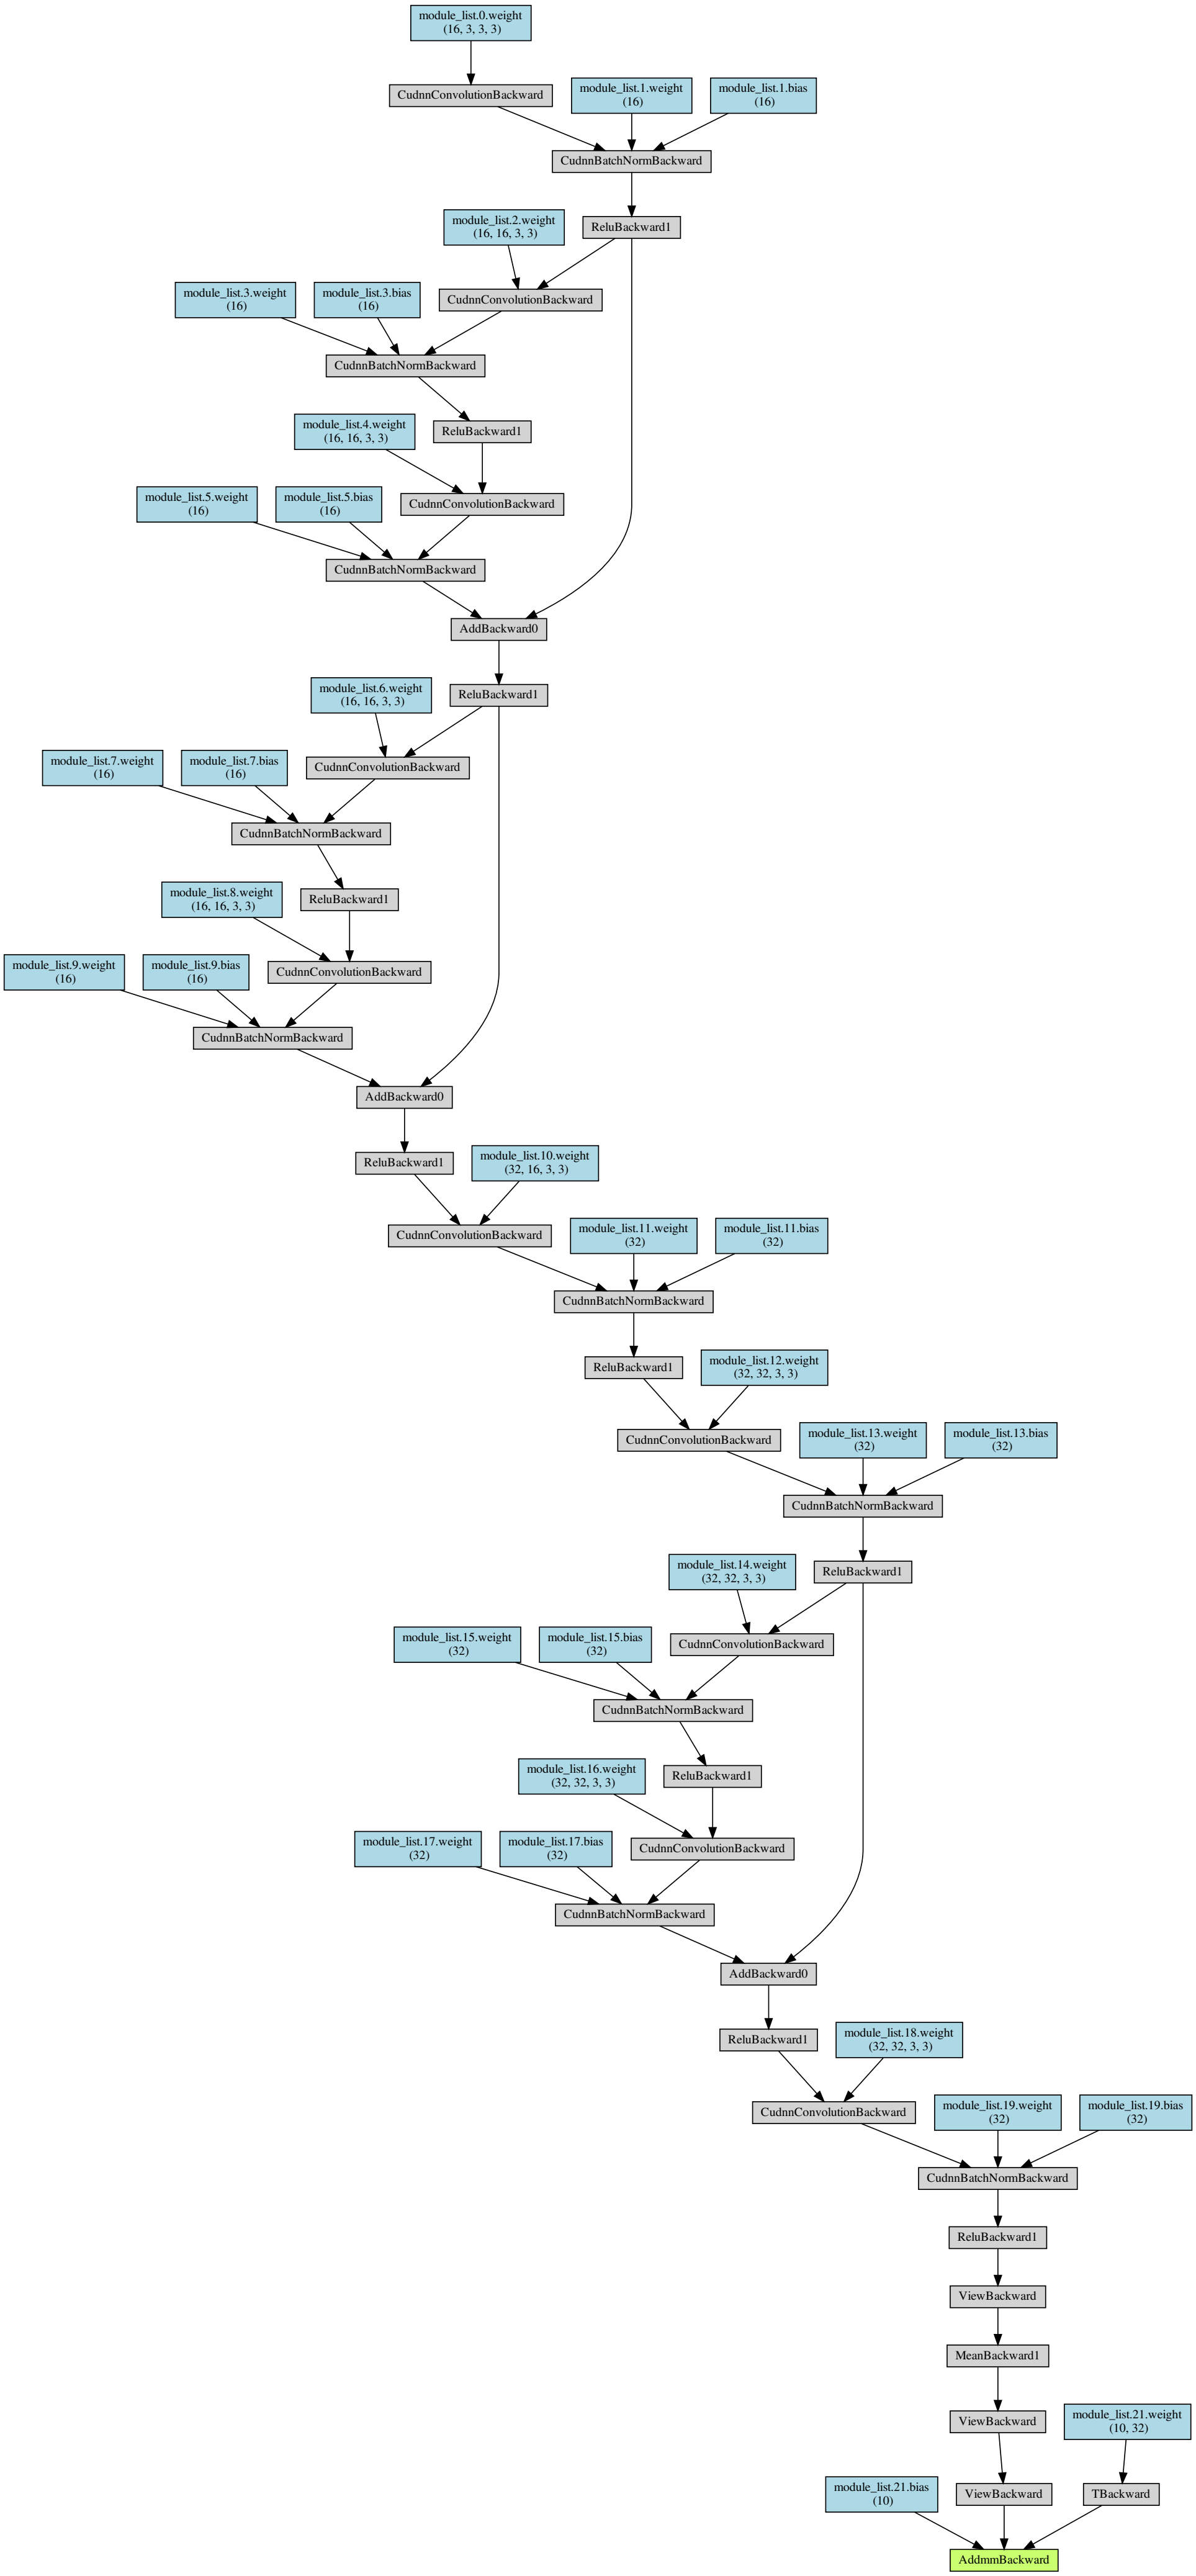 module_list.0.weight
(16, 3, 3, 3)
CudnnConvolutionBackward
module_list.1.weight
(16)
module_list.1.bias
(16)
CudnnBatchNormBackward
module_list.2.weight
(16, 16, 3, 3)
ReluBackward1
module_list.3.weight
(16)
module_list.3.bias
(16)
CudnnConvolutionBackward
CudnnBatchNormBackward
module_list.4.weight
(16, 16, 3, 3)
ReluBackward1
module_list.5.weight
(16)
module_list.5.bias
(16)
CudnnConvolutionBackward
CudnnBatchNormBackward
AddBackward0
module_list.6.weight
(16, 16, 3, 3)
ReluBackward1
module_list.7.weight
(16)
module_list.7.bias
(16)
CudnnConvolutionBackward
CudnnBatchNormBackward
module_list.8.weight
(16, 16, 3, 3)
ReluBackward1
module_list.9.weight
(16)
module_list.9.bias
(16)
CudnnConvolutionBackward
CudnnBatchNormBackward
AddBackward0
ReluBackward1
module_list.10.weight
(32, 16, 3, 3)
CudnnConvolutionBackward
module_list.11.weight
(32)
module_list.11.bias
(32)
CudnnBatchNormBackward
ReluBackward1
module_list.12.weight
(32, 32, 3, 3)
CudnnConvolutionBackward
module_list.13.weight
(32)
module_list.13.bias
(32)
CudnnBatchNormBackward
module_list.14.weight
(32, 32, 3, 3)
ReluBackward1
module_list.15.weight
(32)
module_list.15.bias
(32)
CudnnConvolutionBackward
CudnnBatchNormBackward
module_list.16.weight
(32, 32, 3, 3)
ReluBackward1
module_list.17.weight
(32)
module_list.17.bias
(32)
CudnnConvolutionBackward
CudnnBatchNormBackward
AddBackward0
ReluBackward1
module_list.18.weight
(32, 32, 3, 3)
CudnnConvolutionBackward
module_list.19.weight
(32)
module_list.19.bias
(32)
CudnnBatchNormBackward
ReluBackward1
ViewBackward
MeanBackward1
ViewBackward
module_list.21.weight
(10, 32)
module_list.21.bias
(10)
ViewBackward
TBackward
AddmmBackward